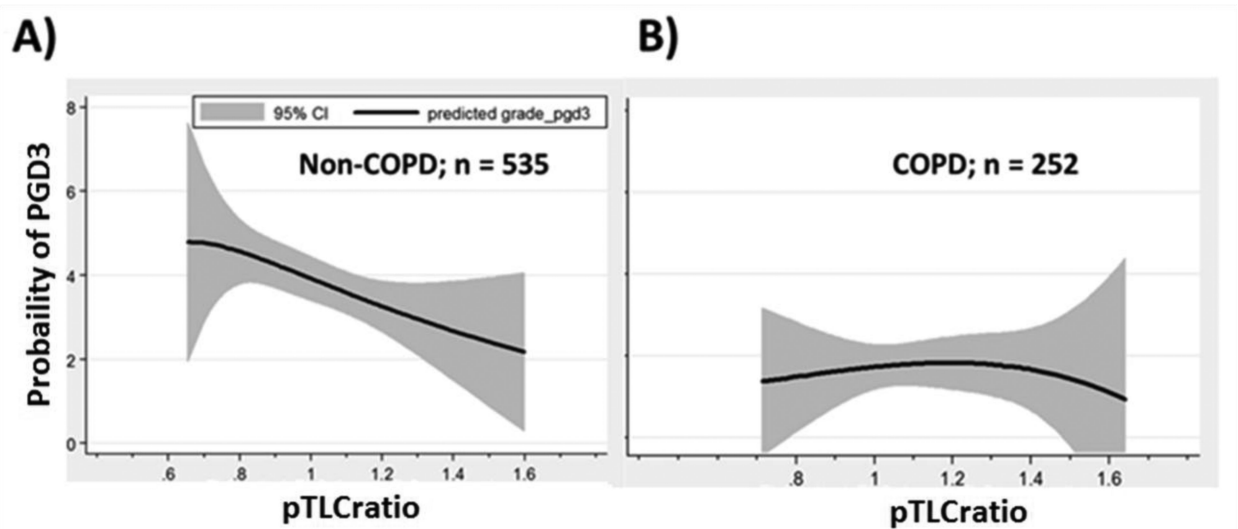 A)
B)
95% CI
predicted grade_pgd3
Non-COPD; n = 535
COPD; n = 252
Probaility of PGD3
8
6
4
2
0
.6 .8 1 1.2 1.4 1.6
.8 1 1.2 1.4 1.6
pTLCratio
pTLCratio